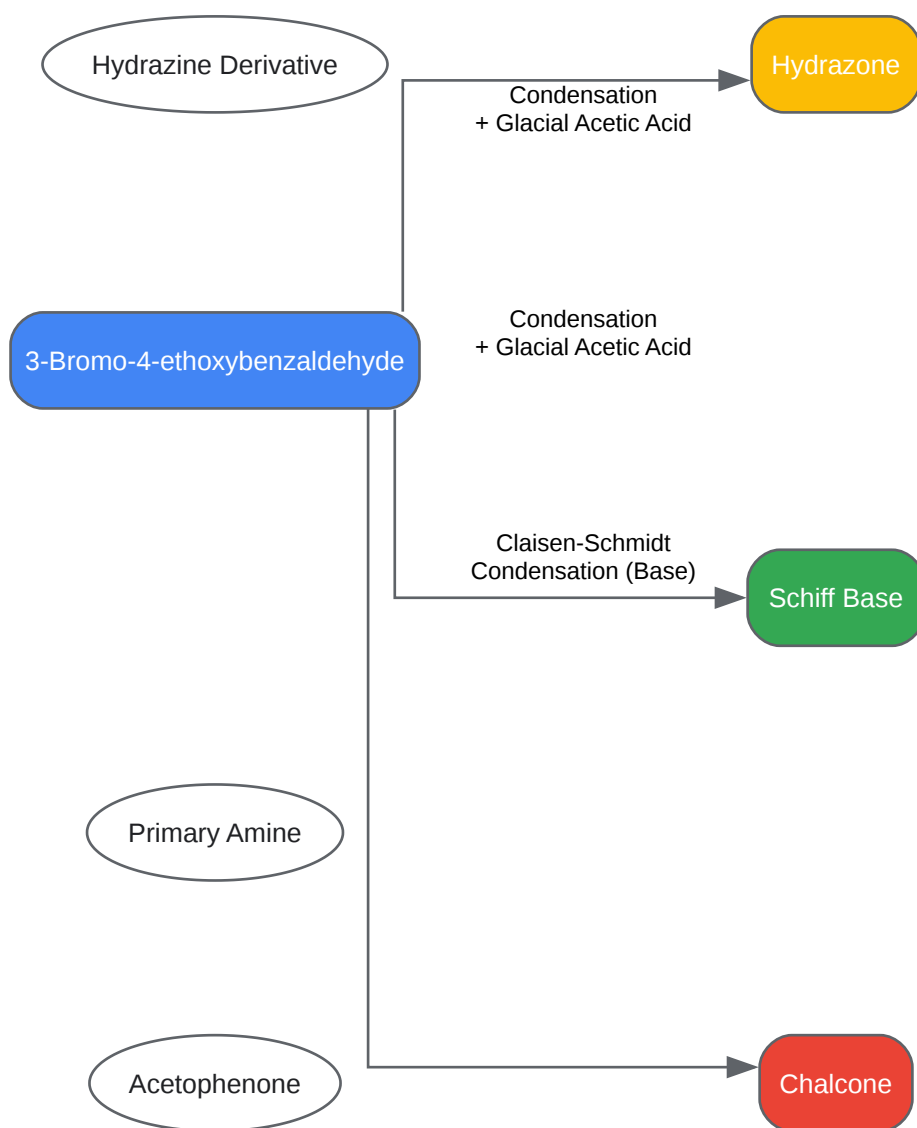 Hydrazine Derivative
Hydrazone
Condensation
+ Glacial Acetic Acid
3-Bromo-4-ethoxybenzaldehyde
Condensation
+ Glacial Acetic Acid
Claisen-Schmidt
Condensation (Base)
Schiff Base
Primary Amine
Acetophenone
Chalcone